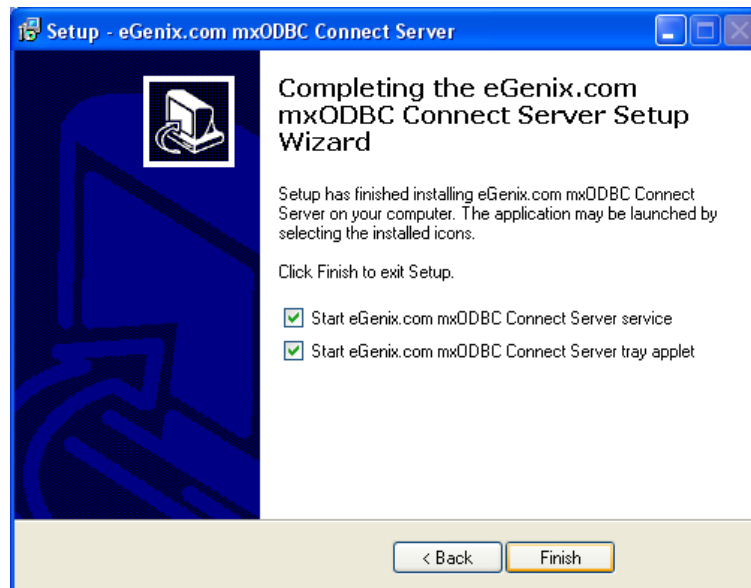 Setup - eGenix.com mxODBC Connect Server
Completing the eGenix.com
mxODBC Connect Server Setup
Wizard
Setup has finished installing eGenix.com mxODBC Connect
Server on your computer. The application may be launched by
selecting the installed icons.
Click Finish to exit Setup.
Start eGenix.com mxODBC Connect Server service
Start eGenix.com mxODBC Connect Server tray applet
< Back
Finish